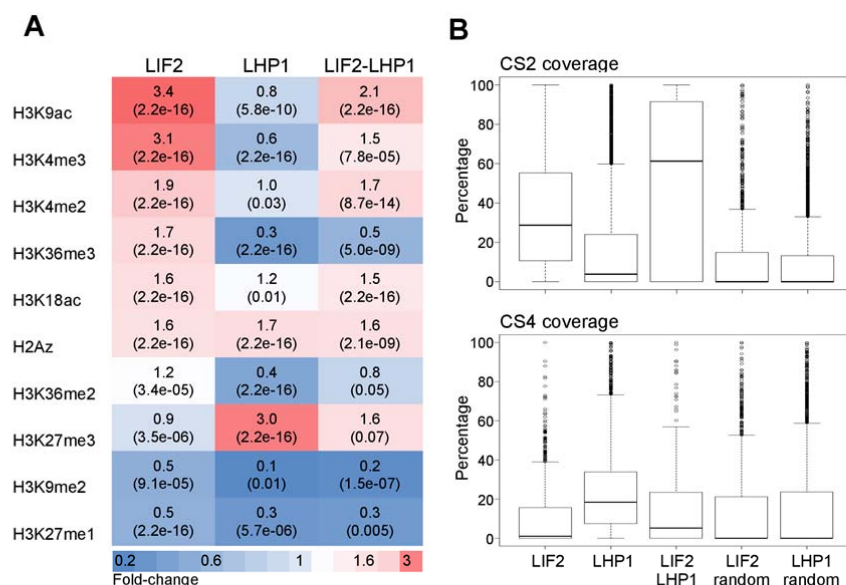 A
LIF2 LHP1 LIF2-LHP1
H3K9ac 3.4 0.8 2.1
(2.2e-16) (5.8e-10) (2.2e-16)
H3K4me3 3.1 0.6 1.5
(2.2e-16) (2.2e-16) (7.8e-05)
H3K4me2 1.9 1.0 1.7
(2.2e-16) (0.03) (8.7e-14)
H3K36me3 1.7 0.3 0.5
(2.2e-16) (2.2e-16) (5.0e-09)
H3K18ac 1.6 1.2 1.5
(2.2e-16) (0.01) (2.2e-16)
H2Az 1.6 1.7 1.6
(2.2e-16) (2.2e-16) (2.1e-09)
H3K36me2 1.2 0.4 0.8
(3.4e-05) (2.2e-16) (0.05)
H3K27me3 0.9 3.0 1.6
(3.5e-06) (2.2e-16) (0.07)
H3K9me2 0.5 0.1 0.2
(9.1e-05) (0.01) (1.5e-07)
H3K27me1 0.5 0.3 0.3
(2.2e-16) (5.7e-06) (0.005)
0.2 0.6 1 1.6 3
Fold-change
B
CS2 coverage
Percentage
100
80
60
40
20
0
CS4 coverage
Percentage
100
80
60
40
20
0
LIF2 LHP1 LIF2 LIF2 LHP1
LHP1 random random